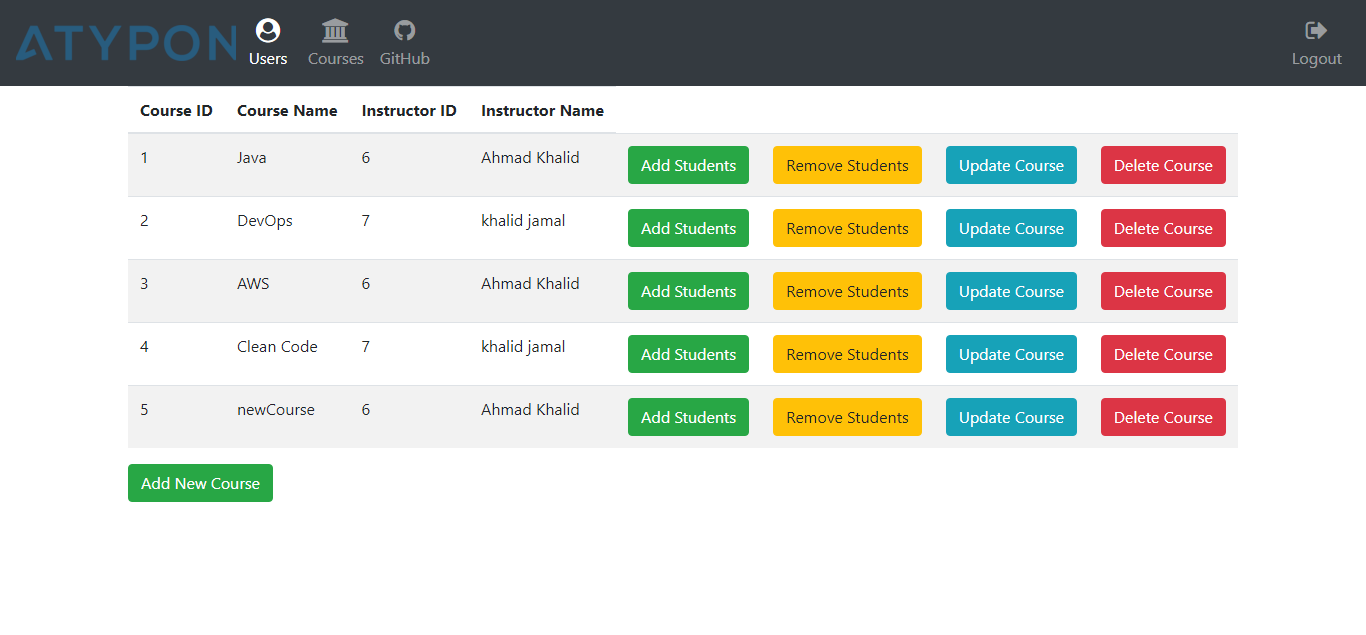 ATYPON Users Courses GitHub Logout
Course ID Course Name Instructor ID Instructor Name
1 Java 6 Ahmad Khalid Add Students Remove Students Update Course Delete Course
2 DevOps 7 khalid jamal Add Students Remove Students Update Course Delete Course
3 AWS 6 Ahmad Khalid Add Students Remove Students Update Course Delete Course
4 Clean Code 7 khalid jamal Add Students Remove Students Update Course Delete Course
5 newCourse 6 Ahmad Khalid Add Students Remove Students Update Course Delete Course
Add New Course